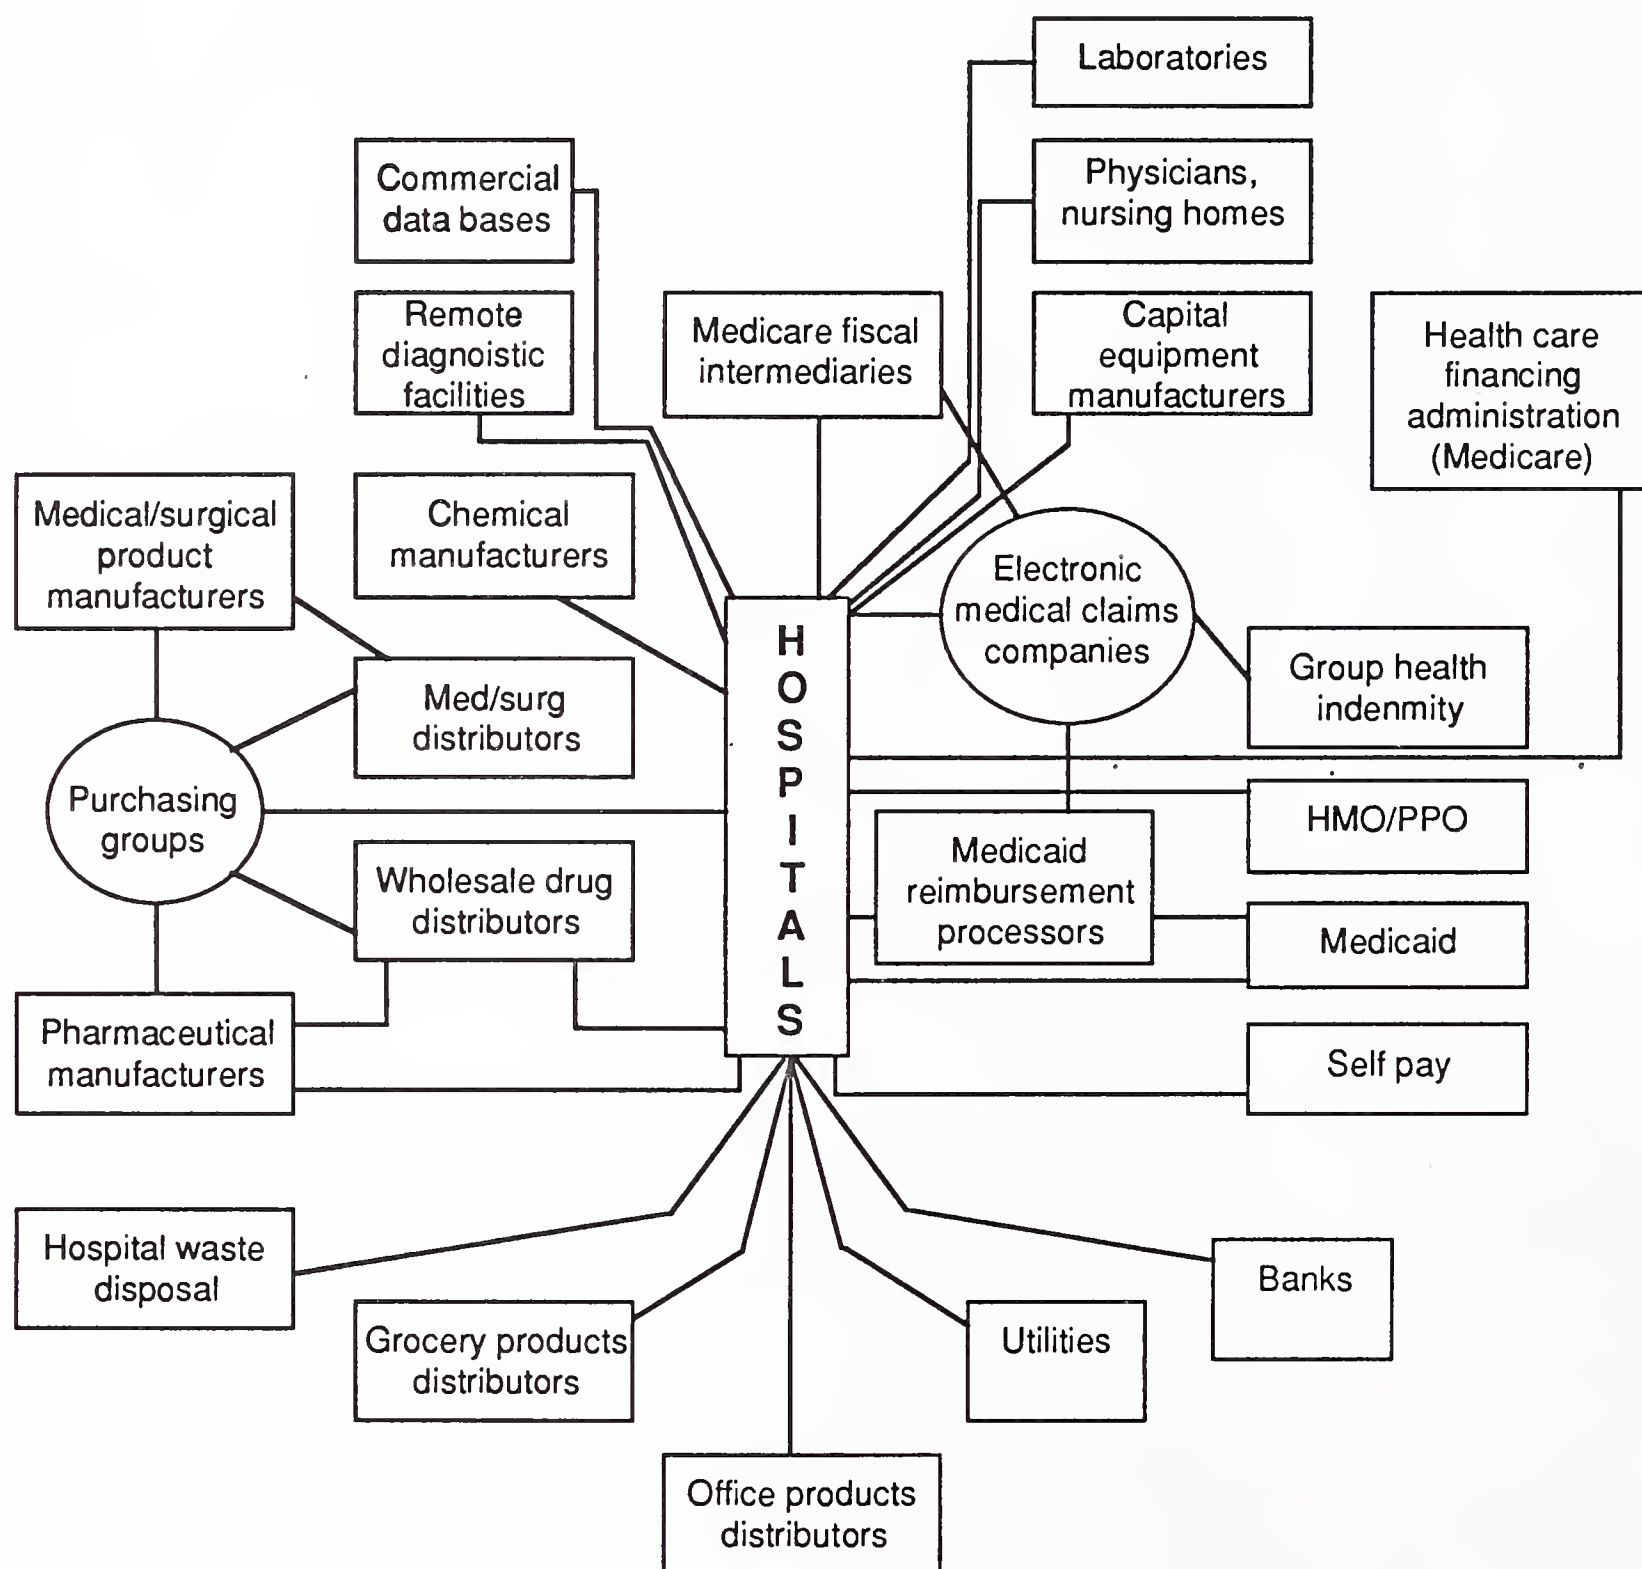 Laboratories
Commercial
data bases
Physicians,
nursing homes
Remote
diagnoistic
facilities
Medicare fiscal
intermediaries
Capital
equipment
manufacturers
Health care
financing
administration
(Medicare)
Medical/surgical
product
manufacturers
Chemical
manufacturers
Electronic
medical claims
companies
HOSPITALS
Group health
indenmity
Med/surg
distributors
Purchasing
groups
HMO/PPO
Wholesale drug
distributors
Medicaid
reimbursement
processors
Medicaid
Pharmaceutical
manufacturers
Self pay
Hospital waste
disposal
Banks
Grocery products
distributors
Utilities
Office products
distributors